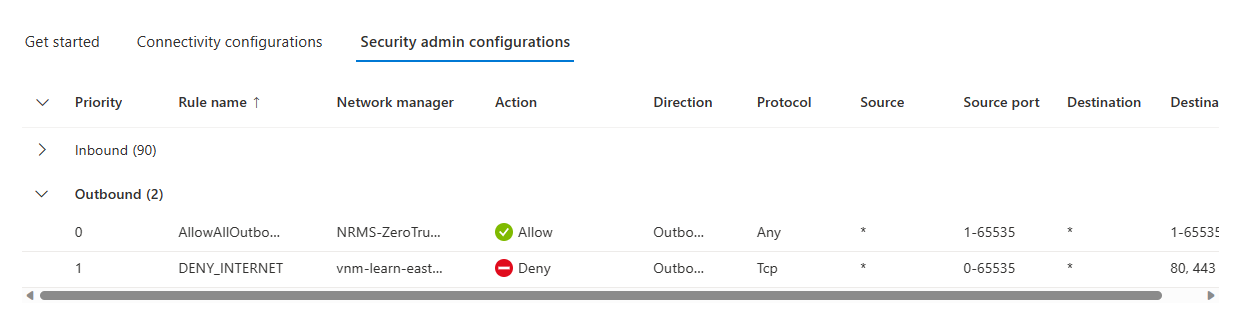 Get started Connectivity configurations Security admin configurations
Priority Rule name ↑ Network manager Action Direction Protocol Source Source port Destination Destina
Inbound (90)
Outbound (2)
0 AllowAllOutbo... NRMS-ZeroTru... Allow Outbo... Any * 1-65535 * 1-65535
1 DENY_INTERNET vnm-learn-east... Deny Outbo... Tcp * 0-65535 * 80, 443